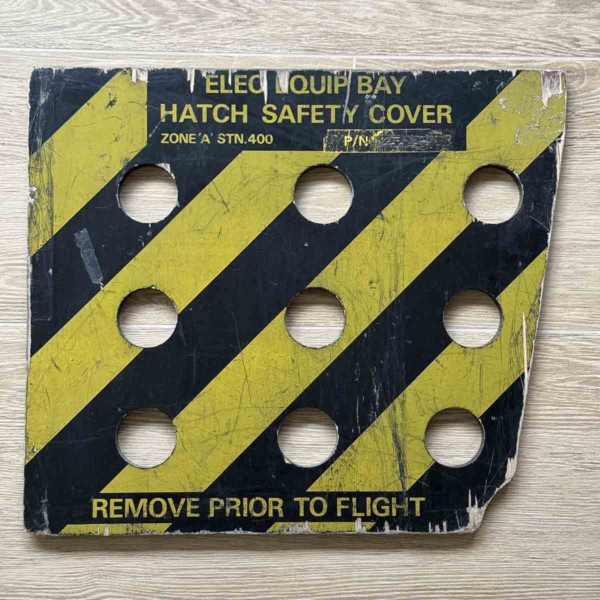 ELEC EQUIP BAY
HATCH SAFETY COVER
ZONE 'A' STN.400 P/N
REMOVE PRIOR TO FLIGHT